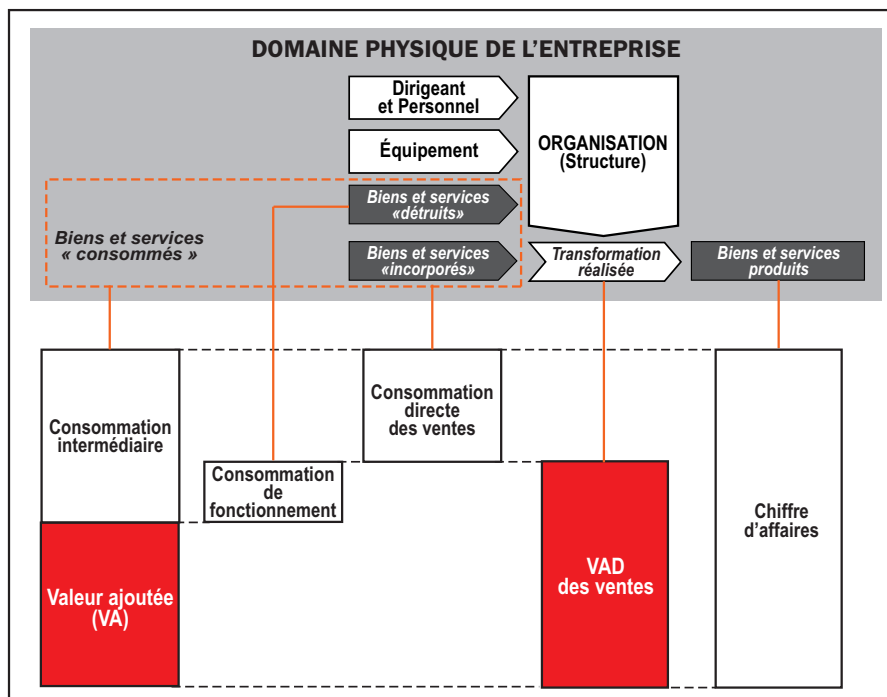 DOMAINE PHYSIQUE DE L'ENTREPRISE
Dirigeant
et Personnel
Équipement
ORGANISATION
(Structure)
Biens et services
«détruits»
Biens et services
« consommés »
Biens et services
«incorporés»
Transformation
réalisée
Biens et services
produits
Consommation
intermédiaire
Consommation
directe
des ventes
Consommation
de
fonctionnement
Chiffre
d'affaires
Valeur ajoutée
(VA)
VAD
des ventes